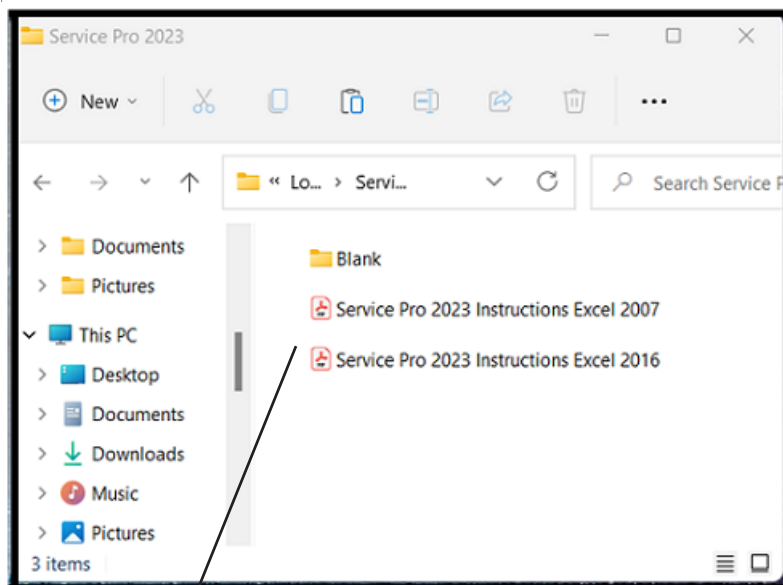 Service Pro 2023
New
« Lo... > Servi...
Search Service
Documents
Pictures
This PC
Desktop
Documents
Downloads
Music
Pictures
Blank
Service Pro 2023 Instructions Excel 2007
Service Pro 2023 Instructions Excel 2016
3 items